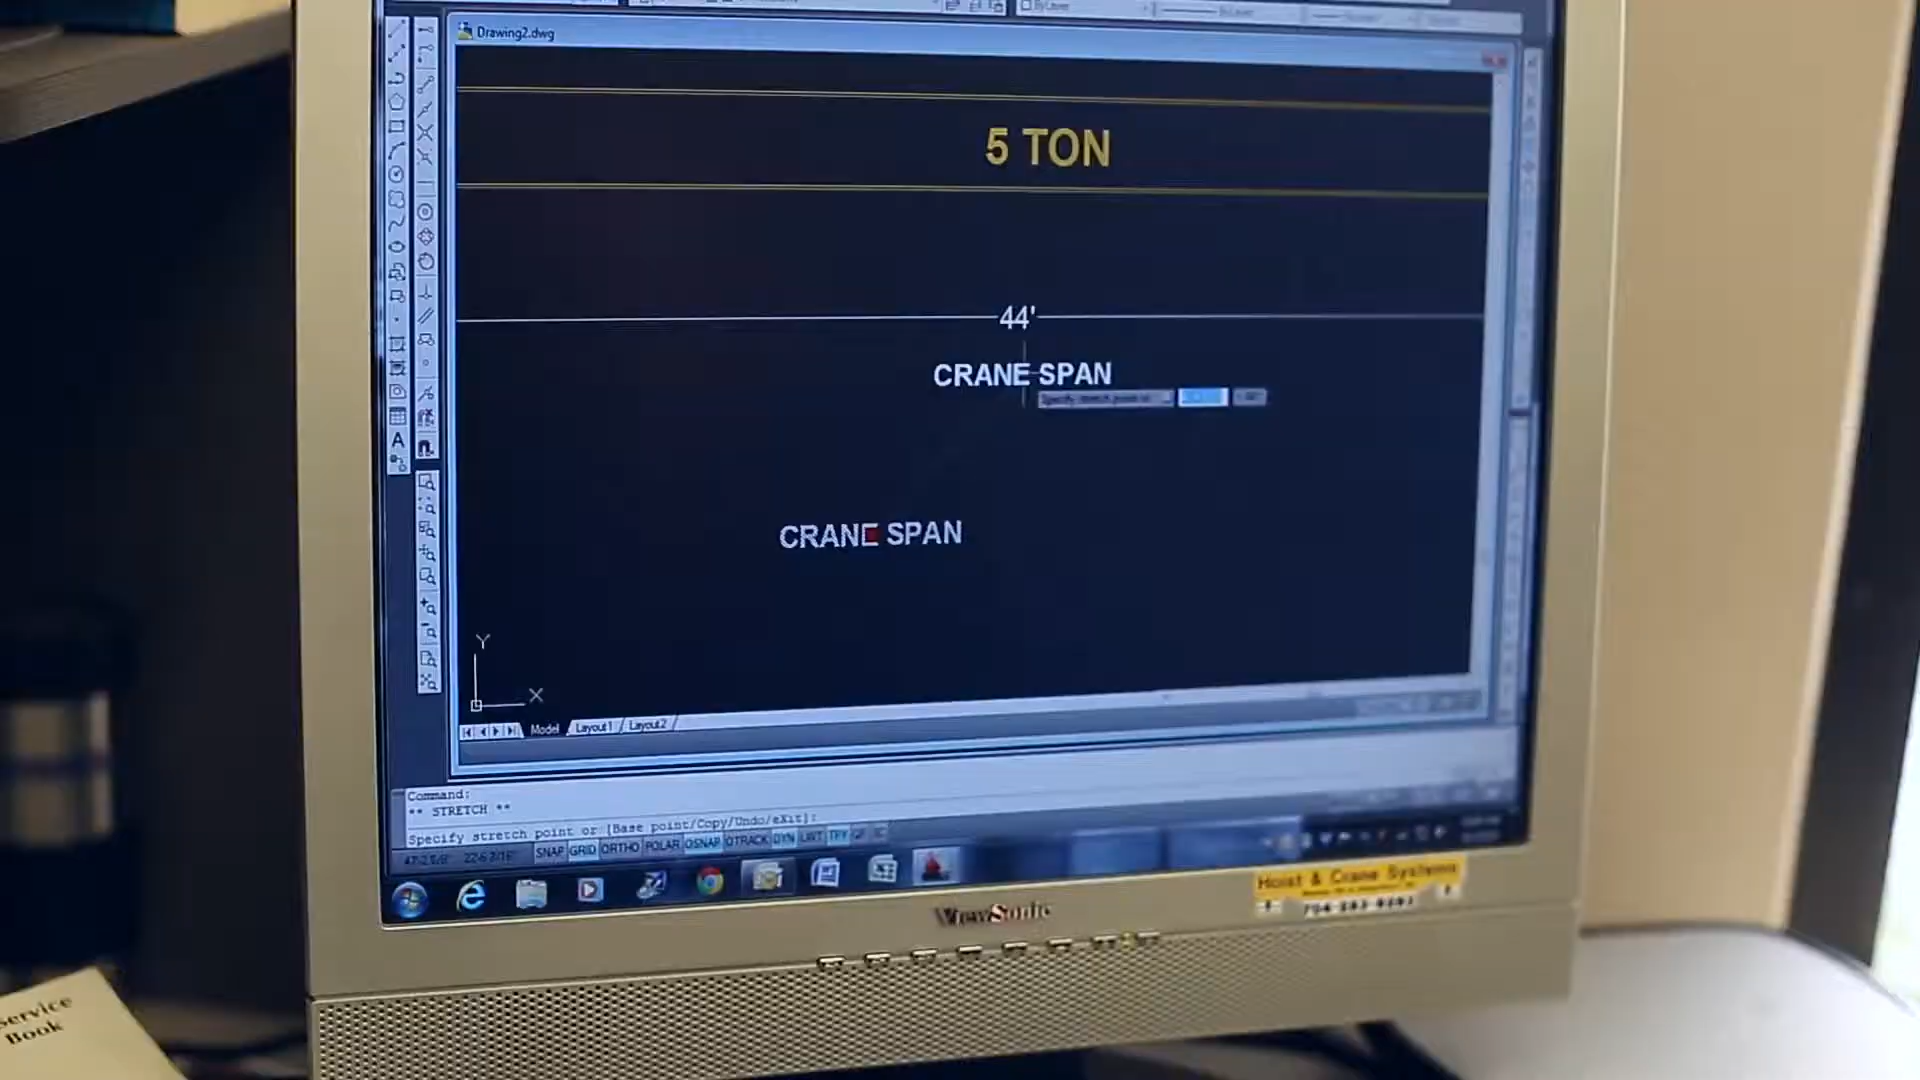 ByLayer
Drawing2.dwg
5 TON
44'
CRANE SPAN
CRANE SPAN
Y
X
A
Model
Layout1
Layout2
Command:
** STRETCH **
Specify stretch point or [Base point/Copy/Undo/eXit]:
SNAP GRID ORTHO POLAR OSNAP OTRACK DYN LWT
ViewSonic
Hoist & Crane Systems
Service
Book